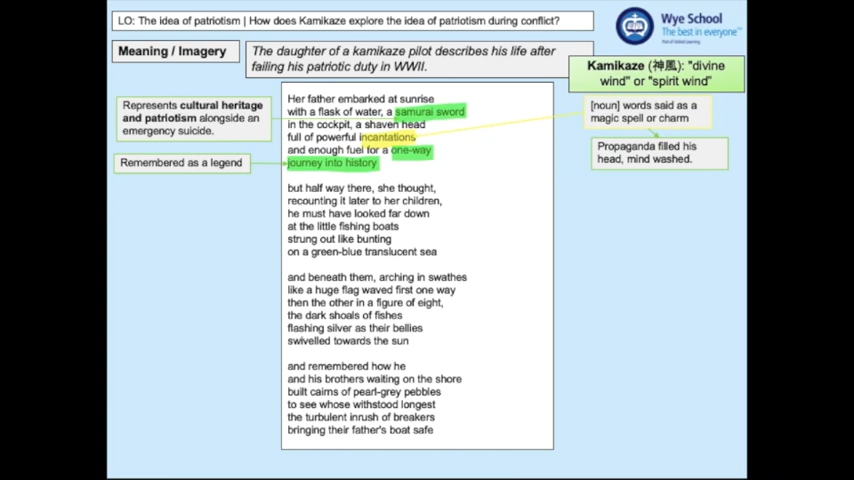 LO: The idea of patriotism | How does Kamikaze explore the idea of patriotism during conflict?
Wye School
The best in everyone™
Part of United Learning
Meaning / Imagery
The daughter of a kamikaze pilot describes his life after
failing his patriotic duty in WWII.
Kamikaze (神風): "divine
wind" or "spirit wind"
Represents cultural heritage
and patriotism alongside an
emergency suicide.
Remembered as a legend
Her father embarked at sunrise
with a flask of water, a samurai sword
in the cockpit, a shaven head
full of powerful incantations
and enough fuel for a one-way
journey into history
but half way there, she thought,
recounting it later to her children,
he must have looked far down
at the little fishing boats
strung out like bunting
on a green-blue translucent sea
and beneath them, arching in swathes
like a huge flag waved first one way
then the other in a figure of eight,
the dark shoals of fishes
flashing silver as their bellies
swivelled towards the sun
and remembered how he
and his brothers waiting on the shore
built cairns of pearl-grey pebbles
to see whose withstood longest
the turbulent inrush of breakers
bringing their father's boat safe
[noun] words said as a
magic spell or charm
Propaganda filled his
head, mind washed.